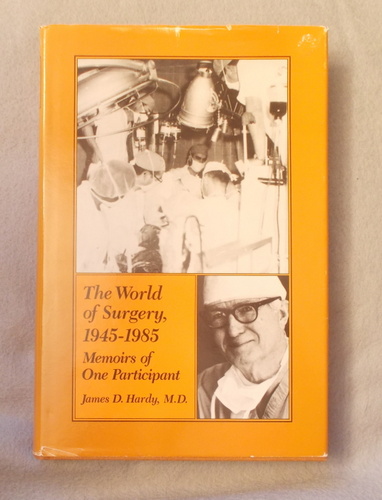 The World
of Surgery,
1945-1985
Memoirs of
One Participant
James D. Hardy, M.D.